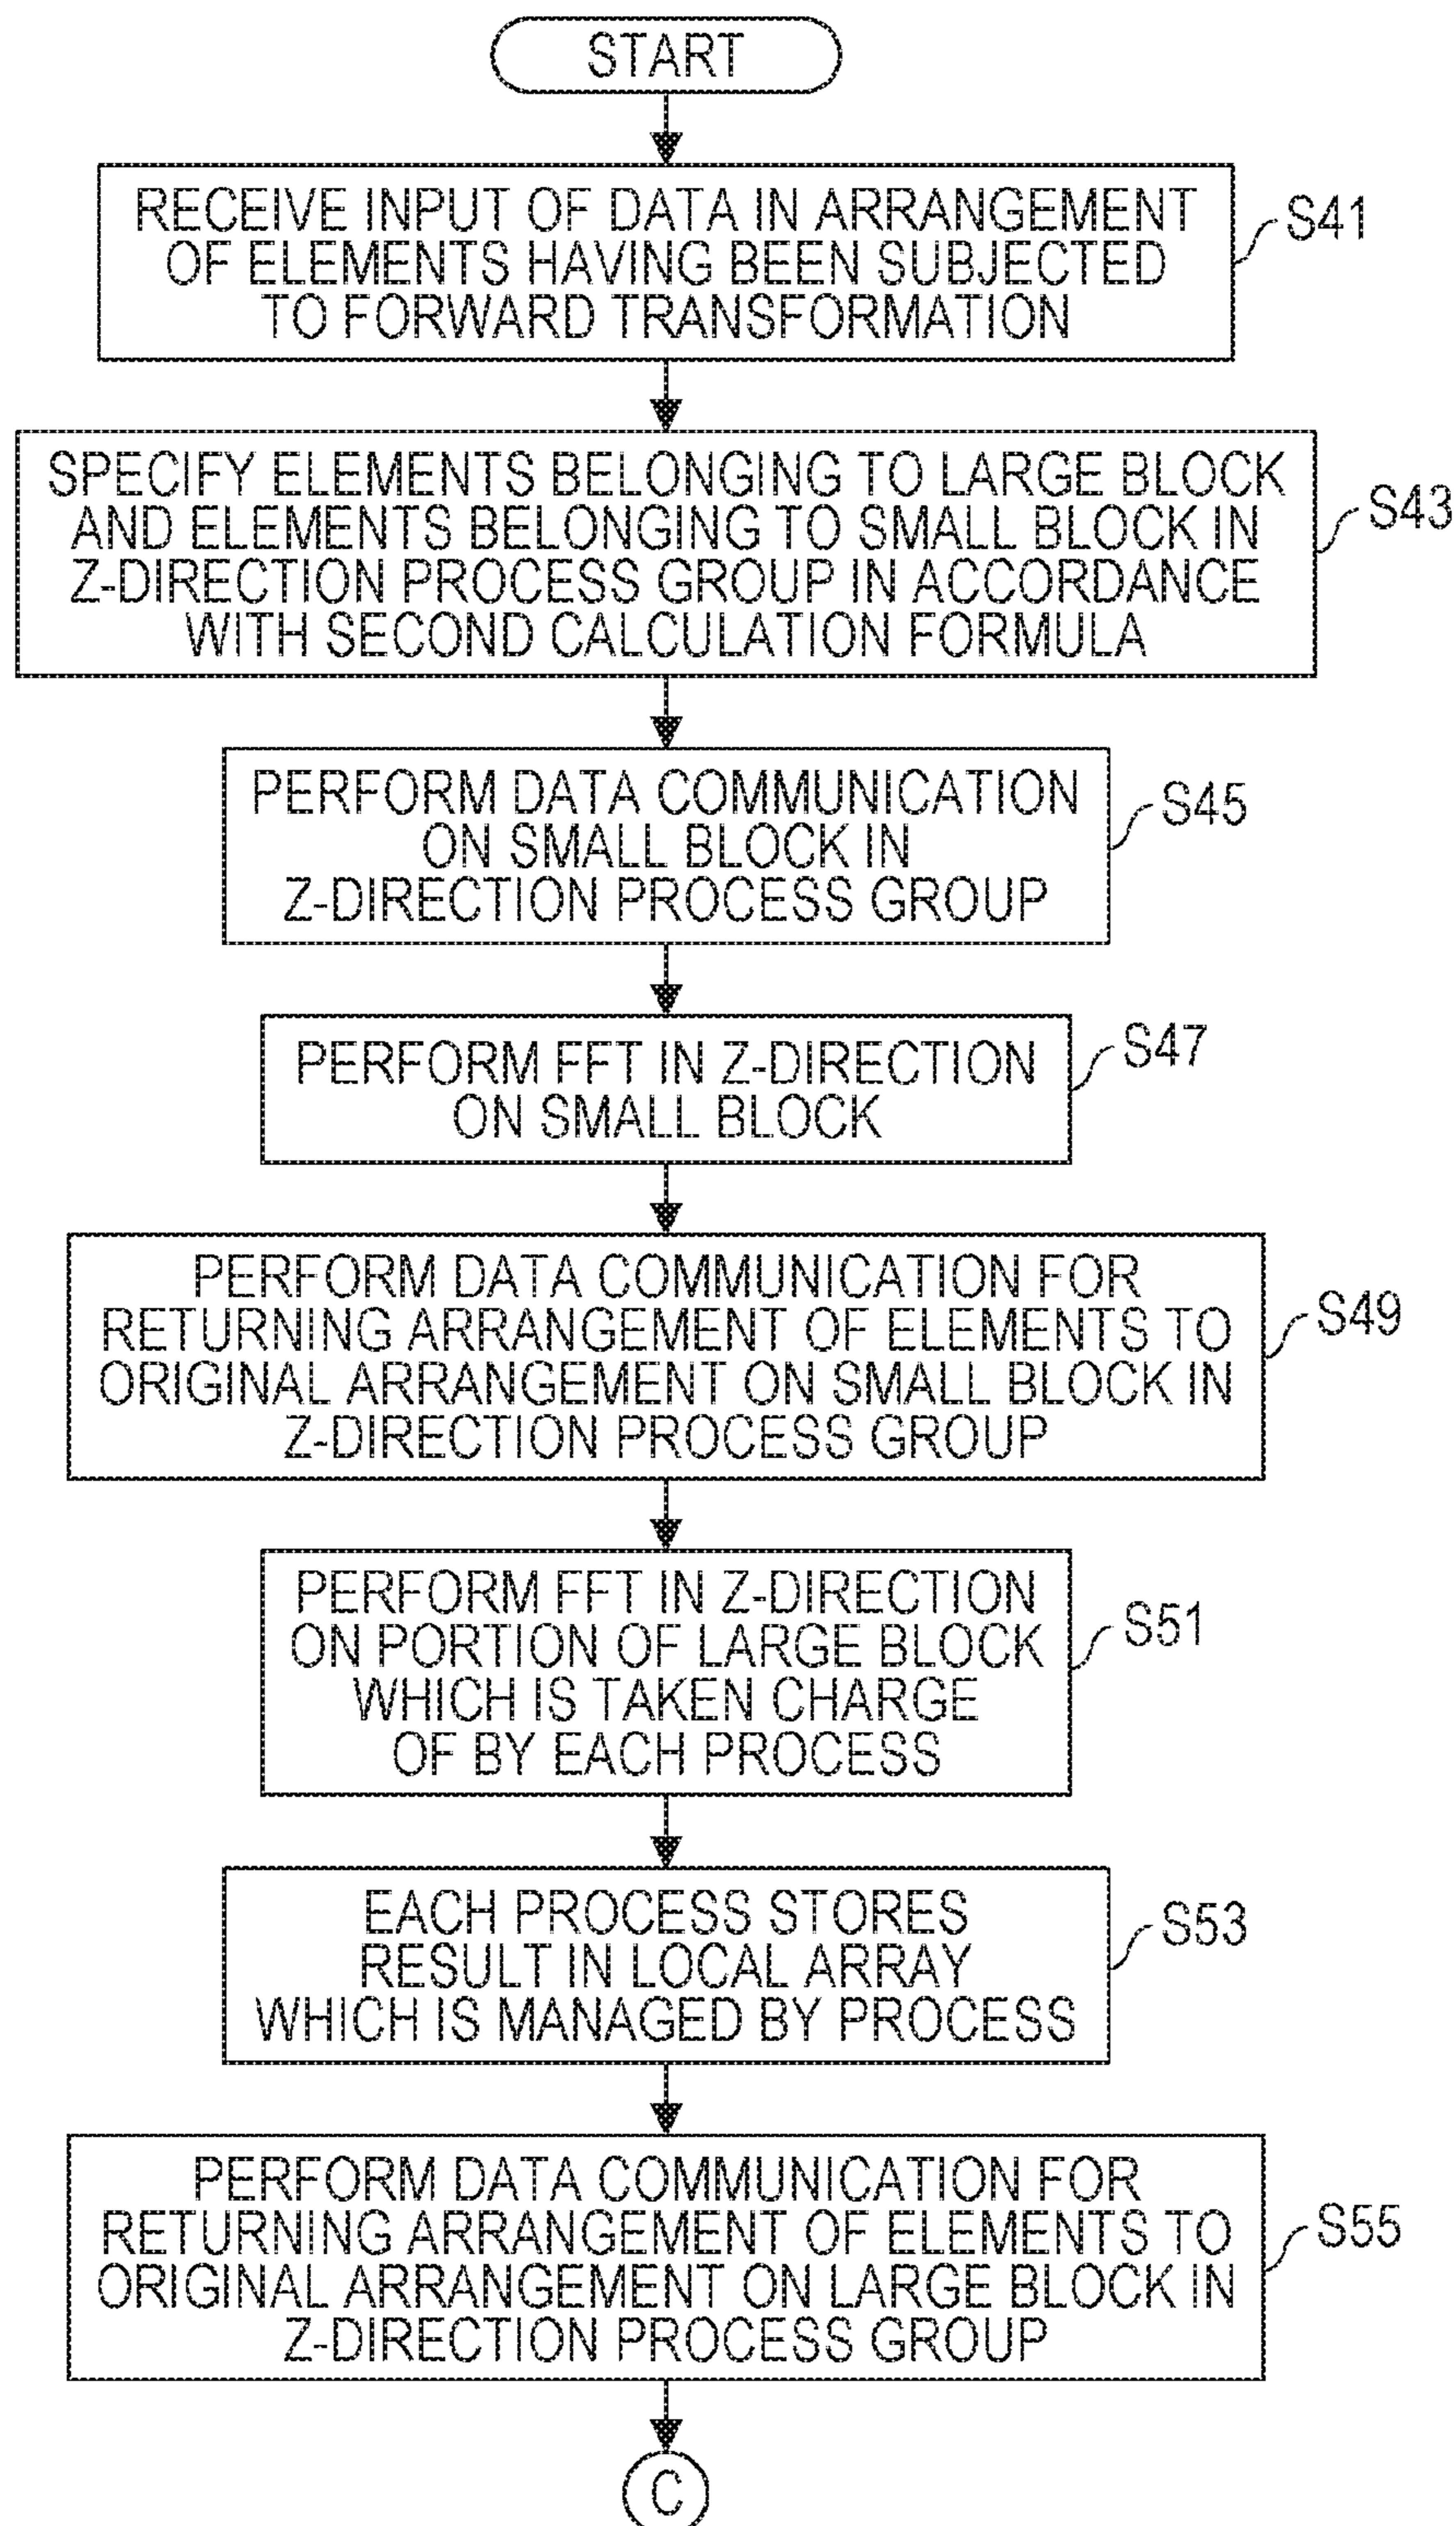 START
RECEIVE INPUT OF DATA IN ARRANGEMENT
OF ELEMENTS HAVING BEEN SUBJECTED
TO FORWARD TRANSFORMATION
S41
SPECIFY ELEMENTS BELONGING TO LARGE BLOCK
AND ELEMENTS BELONGING TO SMALL BLOCK IN
Z-DIRECTION PROCESS GROUP IN ACCORDANCE
WITH SECOND CALCULATION FORMULA
S43
PERFORM DATA COMMUNICATION
ON SMALL BLOCK IN
Z-DIRECTION PROCESS GROUP
S45
PERFORM FFT IN Z-DIRECTION
ON SMALL BLOCK
S47
PERFORM DATA COMMUNICATION FOR
RETURNING ARRANGEMENT OF ELEMENTS TO
ORIGINAL ARRANGEMENT ON SMALL BLOCK IN
Z-DIRECTION PROCESS GROUP
S49
PERFORM FFT IN Z-DIRECTION
ON PORTION OF LARGE BLOCK
WHICH IS TAKEN CHARGE
OF BY EACH PROCESS
S51
EACH PROCESS STORES
RESULT IN LOCAL ARRAY
WHICH IS MANAGED BY PROCESS
S53
PERFORM DATA COMMUNICATION FOR
RETURNING ARRANGEMENT OF ELEMENTS TO
ORIGINAL ARRANGEMENT ON LARGE BLOCK IN
Z-DIRECTION PROCESS GROUP
S55
C